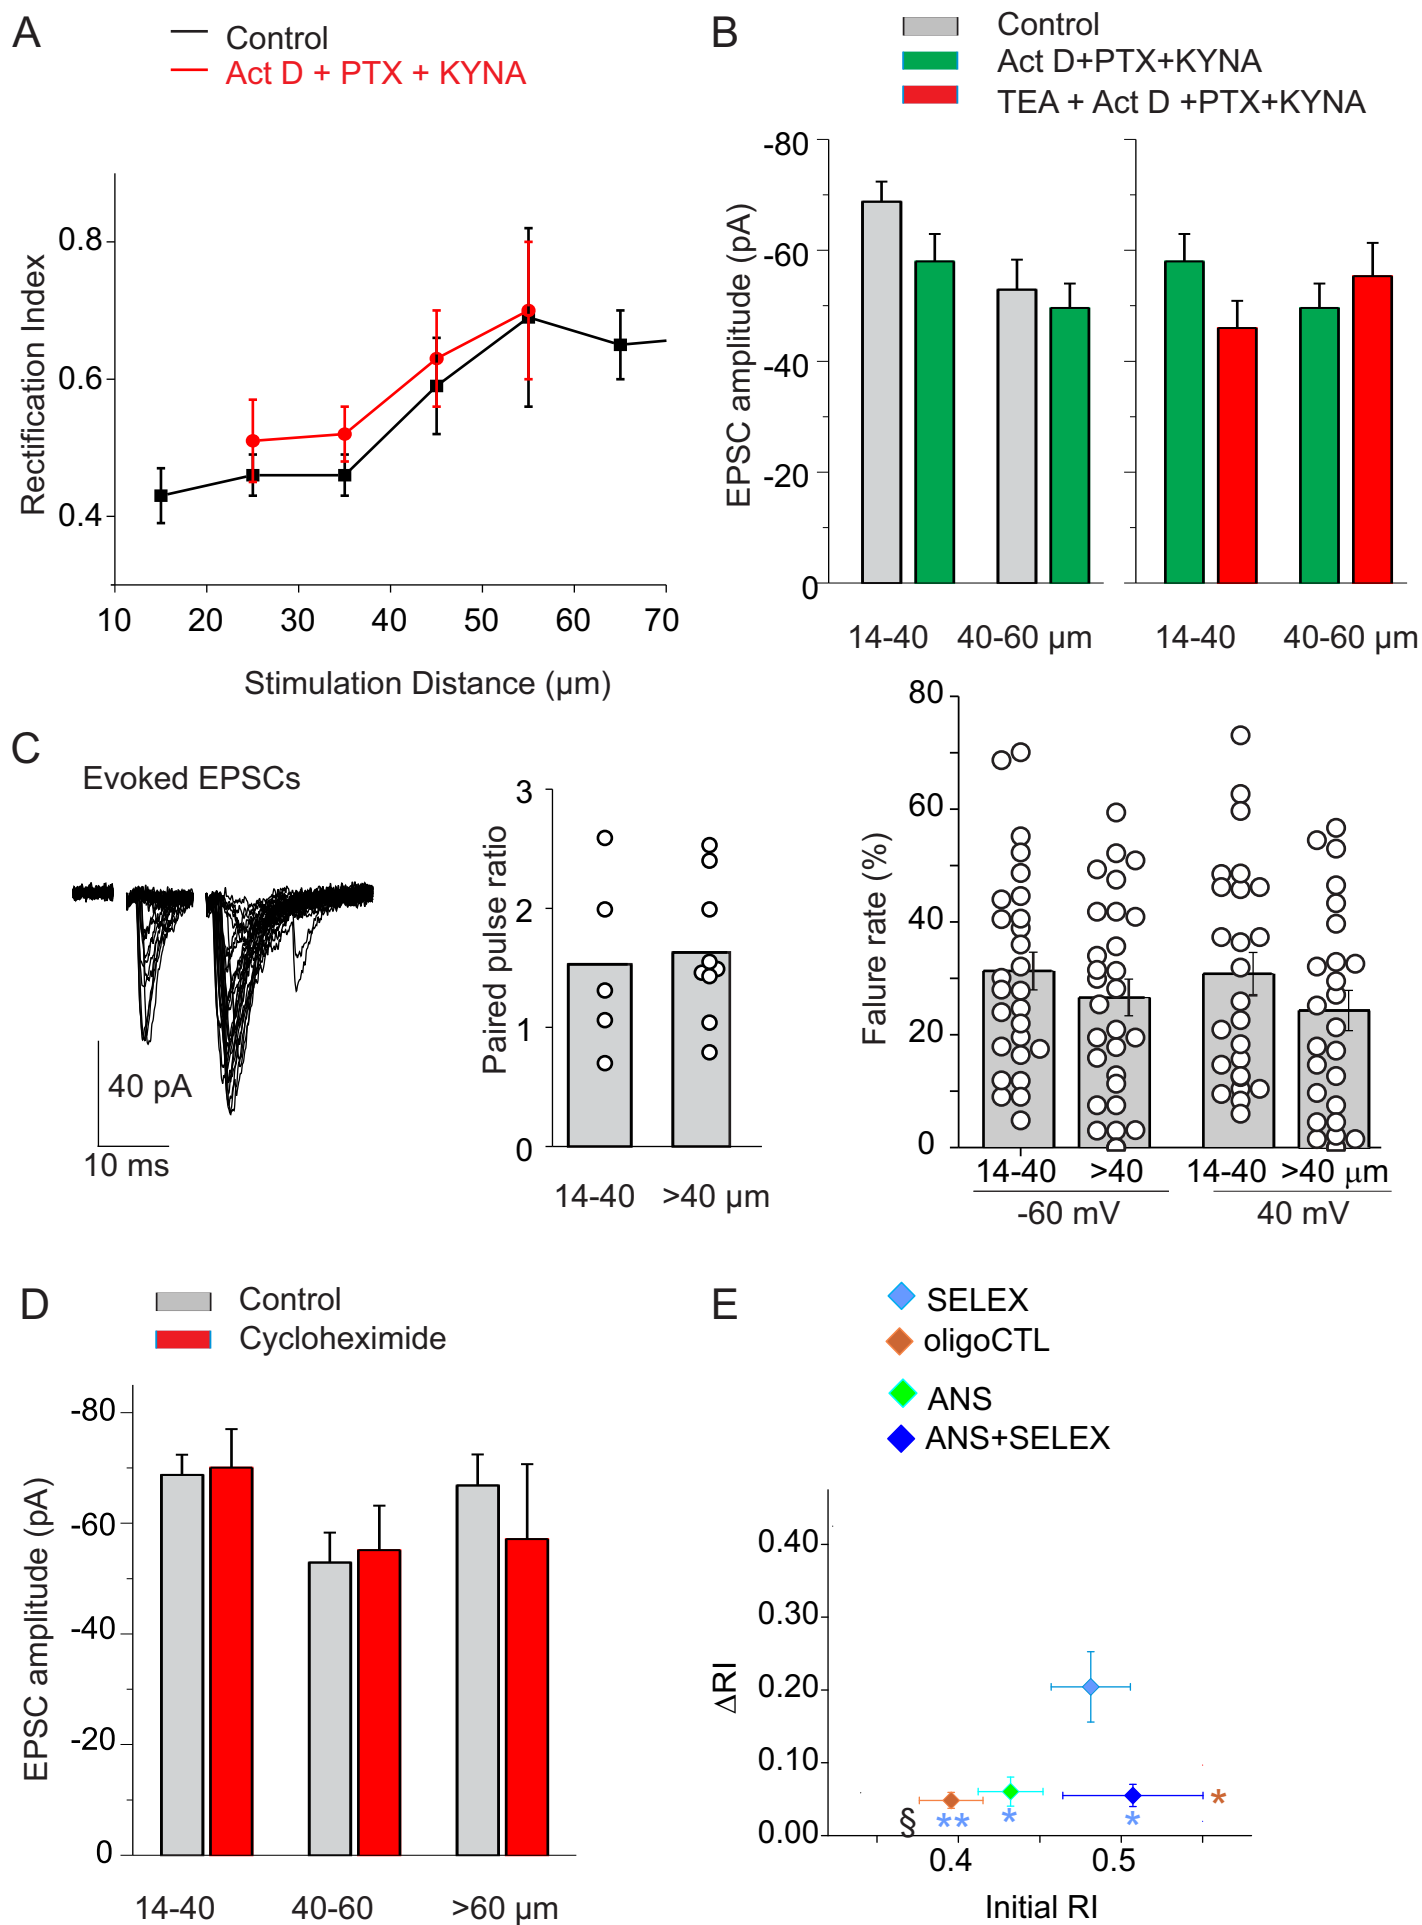 A
Control
Act D + PTX + KYNA
Rectification Index
0.8
0.6
0.4
10 20 30 40 50 60 70
Stimulation Distance (µm)
B
Control
Act D+PTX+KYNA
TEA + Act D +PTX+KYNA
EPSC amplitude (pA)
-80
-60
-40
-20
0
14-40 40-60 µm 14-40 40-60 µm
C
Evoked EPSCs
40 pA
10 ms
Paired pulse ratio
3
2
1
0
14-40 >40 µm
Falure rate (%)
80
60
40
20
0
14-40 >40 14-40 >40 µm
-60 mV 40 mV
D
Control
Cycloheximide
EPSC amplitude (pA)
-80
-60
-40
-20
0
14-40 40-60 >60 µm
E
SELEX
oligoCTL
ANS
ANS+SELEX
ΔRI
0.40
0.30
0.20
0.10
0.00
§ ** * * *
0.4 0.5
Initial RI